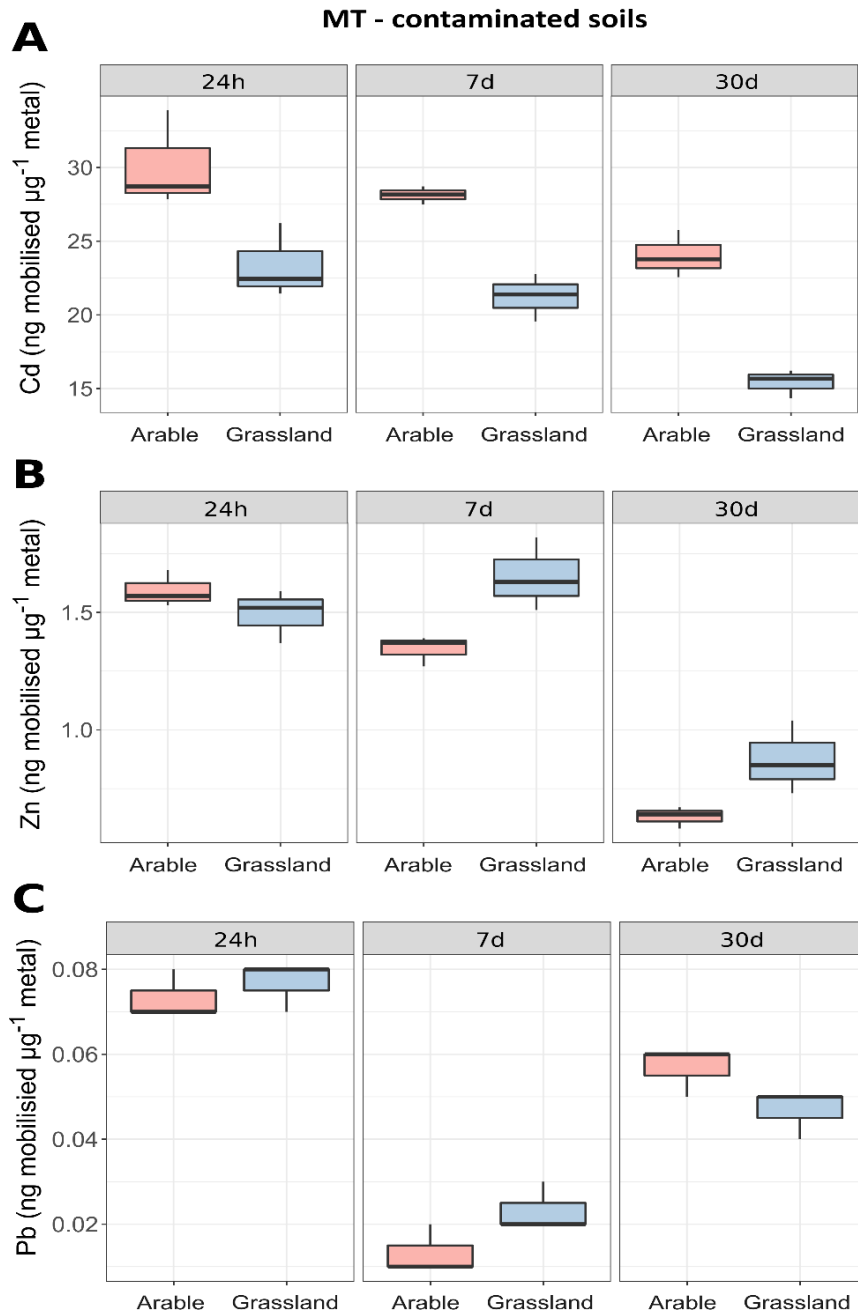 MT - contaminated soils
A
24h 7d 30d
Cd (ng mobilised µg⁻¹ metal)
30
25
20
15
Arable Grassland Arable Grassland Arable Grassland
B
24h 7d 30d
Zn (ng mobilised µg⁻¹ metal)
1.5
1.0
Arable Grassland Arable Grassland Arable Grassland
C
24h 7d 30d
Pb (ng mobilisied µg⁻¹ metal)
0.08
0.06
0.04
0.02
Arable Grassland Arable Grassland Arable Grassland